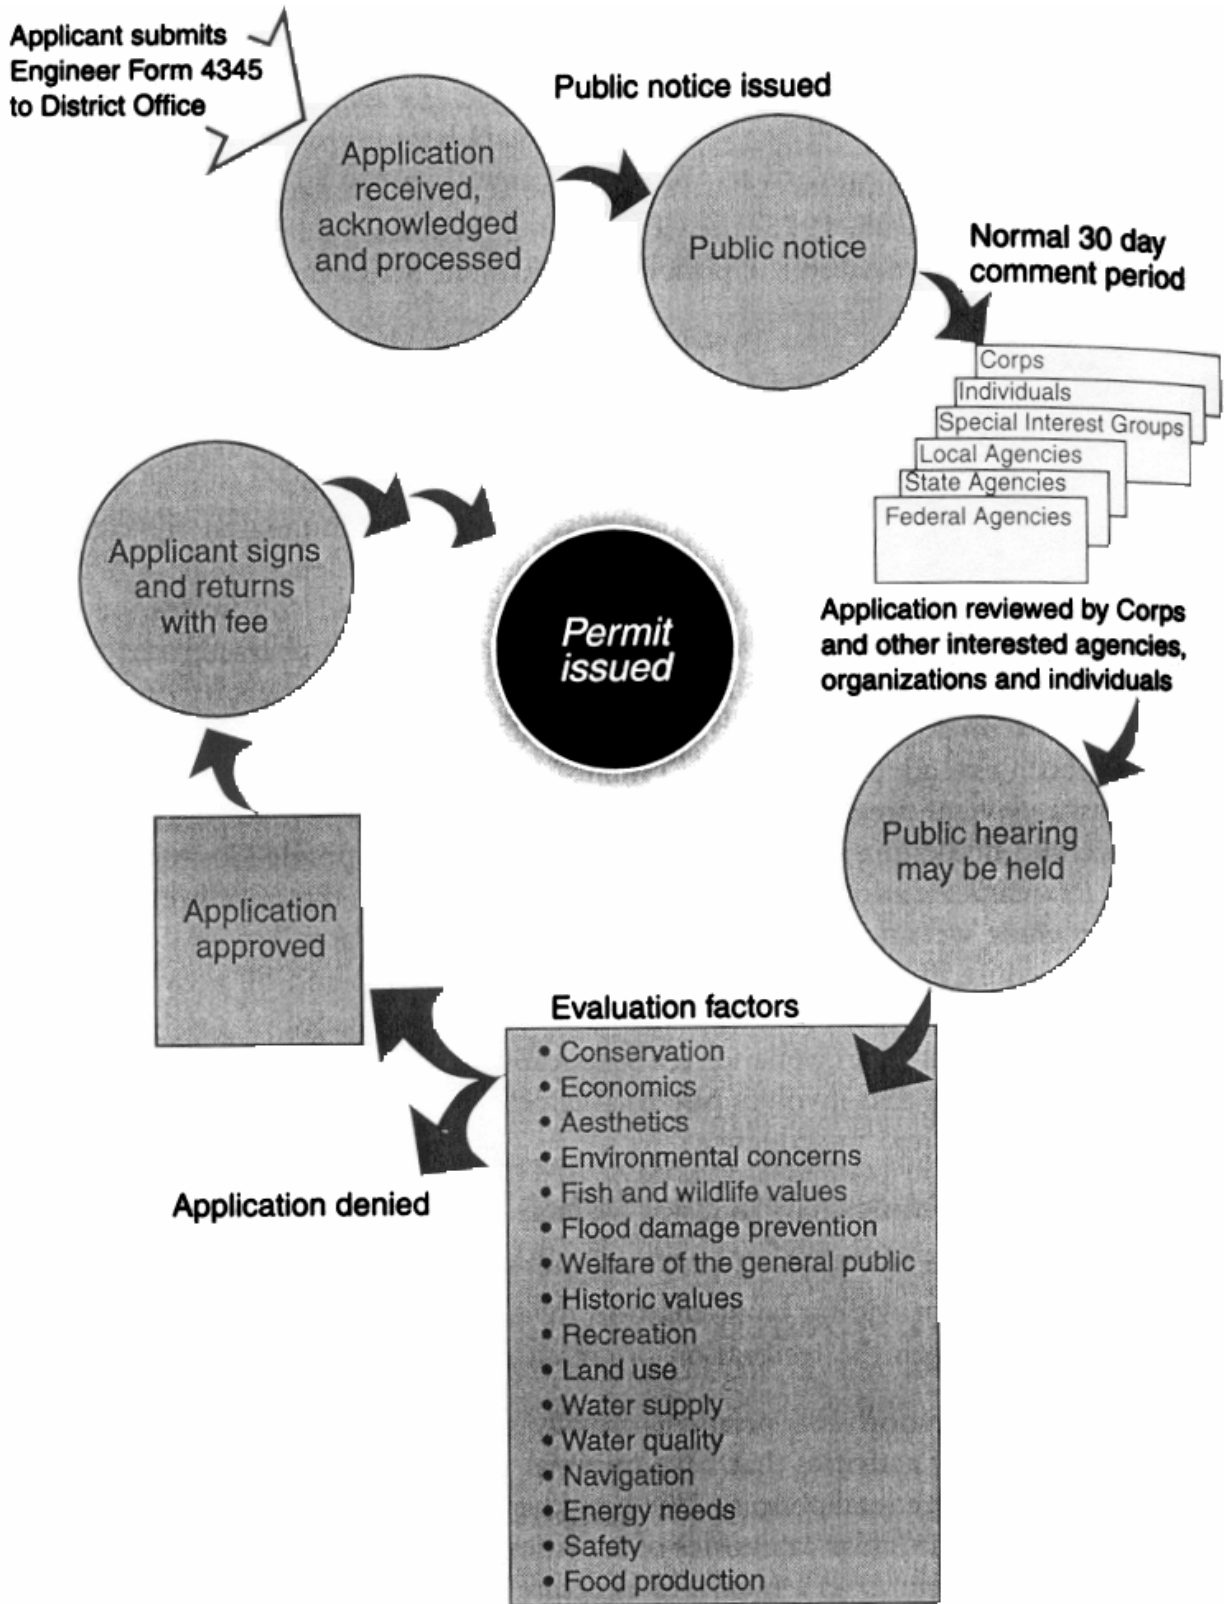 Applicant submits
Engineer Form 4345
to District Office
Application
received,
acknowledged
and processed
Public notice issued
Public notice
Normal 30 day
comment period
Corps
Individuals
Special Interest Groups
Local Agencies
State Agencies
Federal Agencies
Application reviewed by Corps
and other interested agencies,
organizations and individuals
Public hearing
may be held
Evaluation factors
• Conservation
• Economics
• Aesthetics
• Environmental concerns
• Fish and wildlife values
• Flood damage prevention
• Welfare of the general public
• Historic values
• Recreation
• Land use
• Water supply
• Water quality
• Navigation
• Energy needs
• Safety
• Food production
Application denied
Application
approved
Applicant signs
and returns
with fee
Permit
issued